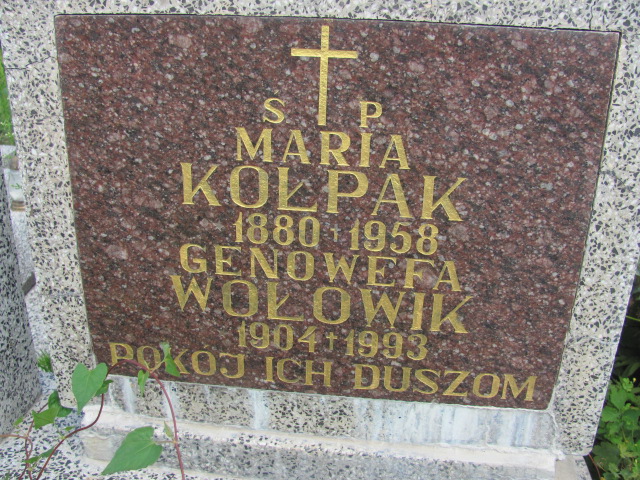 S P
MARIA
KOŁPAK
1880 † 1958
GENOWEFA
WOŁOWIK
1904 † 1993
POKÓJ ICH DUSZOM